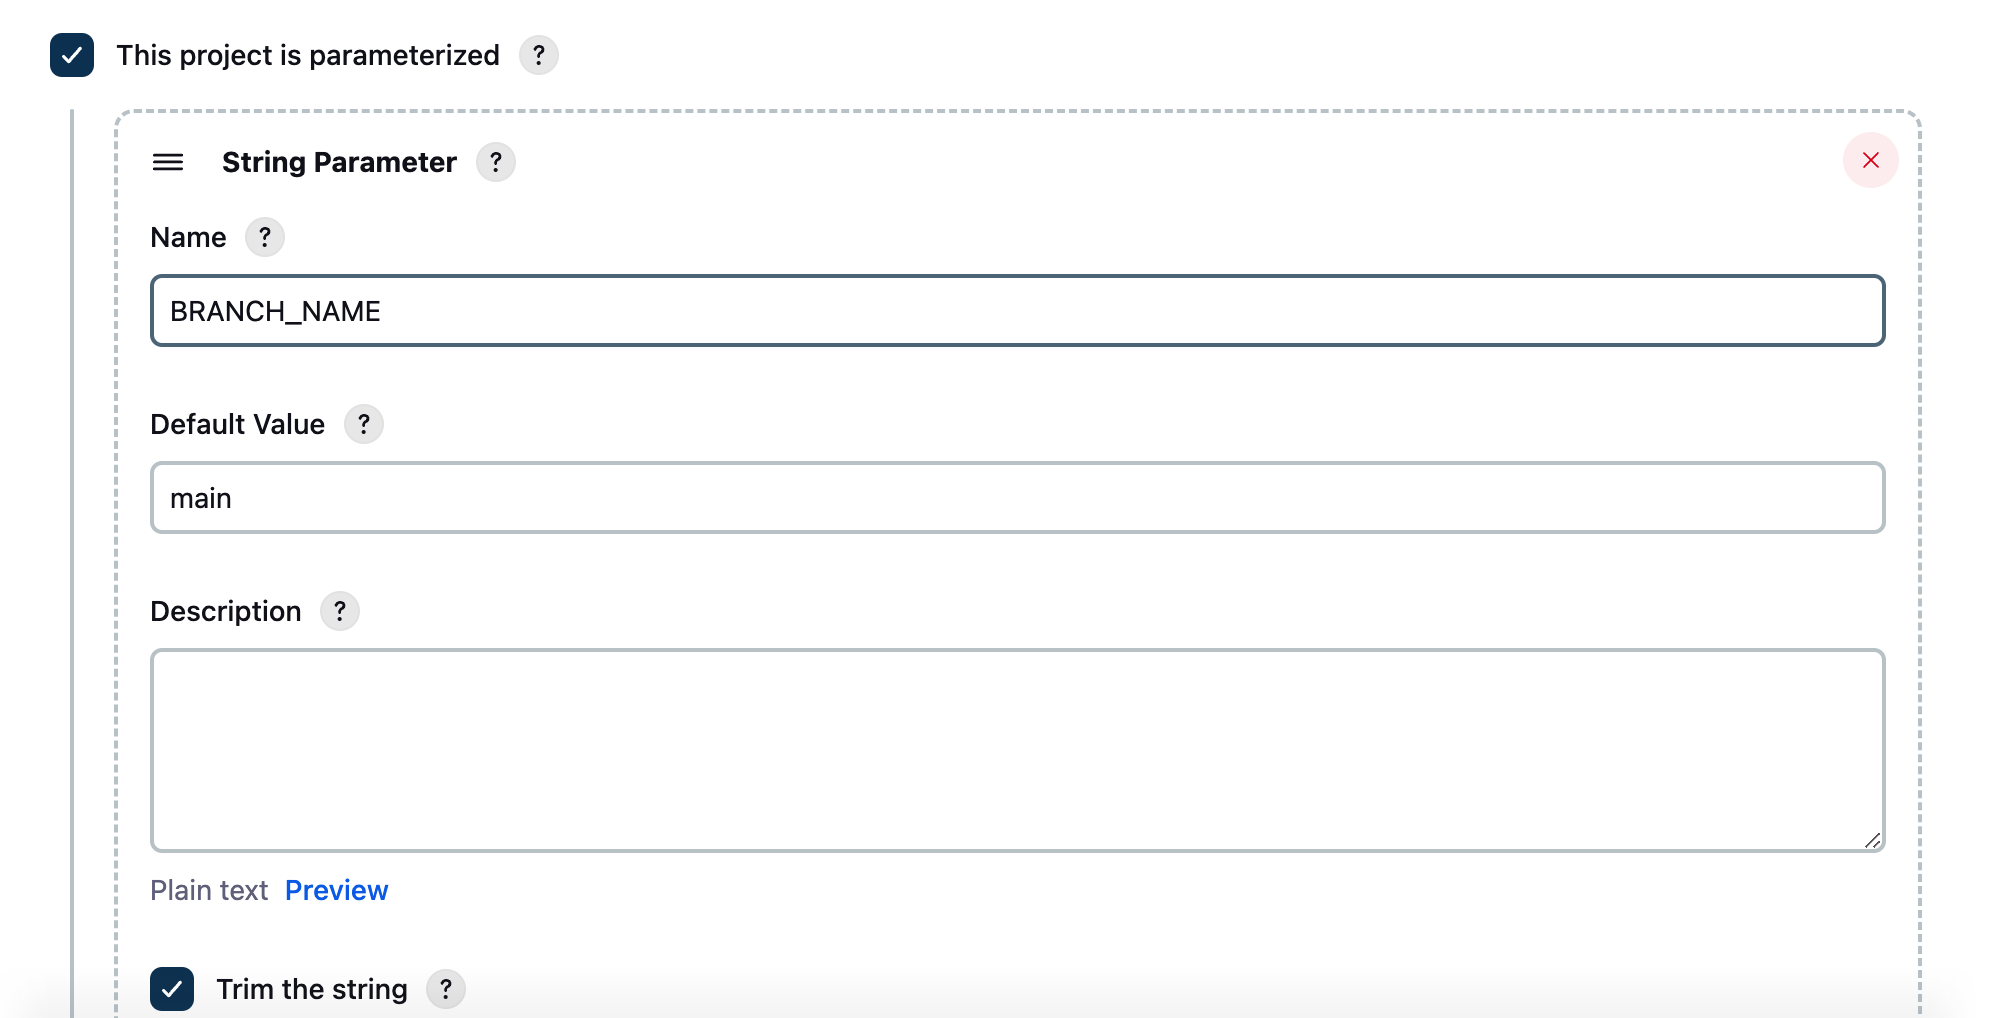 This project is parameterized ?
String Parameter ?
Name ?
BRANCH_NAME
Default Value ?
main
Description ?
Plain text Preview
Trim the string ?